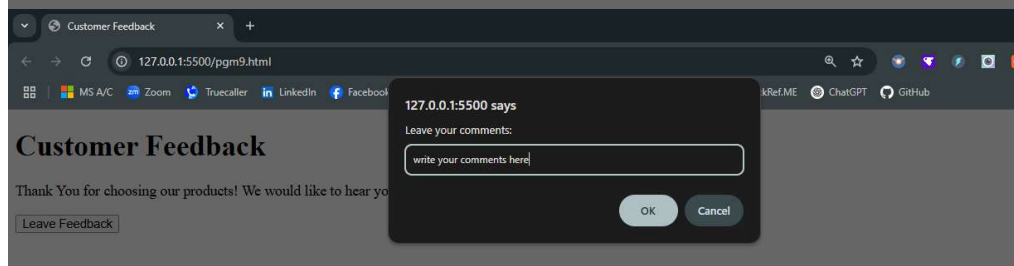 Customer Feedback
127.0.0.1:5500/pgm9.html
MS A/C Zoom Truecaller LinkedIn Facebook kRef.ME ChatGPT GitHub
127.0.0.1:5500 says
Leave your comments:
write your comments here
OK Cancel
Customer Feedback
Thank You for choosing our products! We would like to hear yo
Leave Feedback